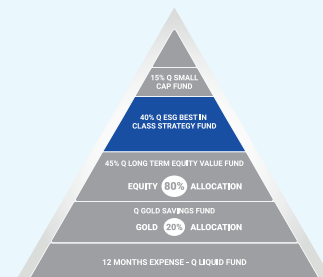 15% Q SMALL
CAP FUND
40% Q ESG BEST IN
CLASS STRATEGY FUND
45% Q LONG TERM EQUITY VALUE FUND
EQUITY 80% ALLOCATION
Q GOLD SAVINGS FUND
GOLD 20% ALLOCATION
12 MONTHS EXPENSE - Q LIQUID FUND